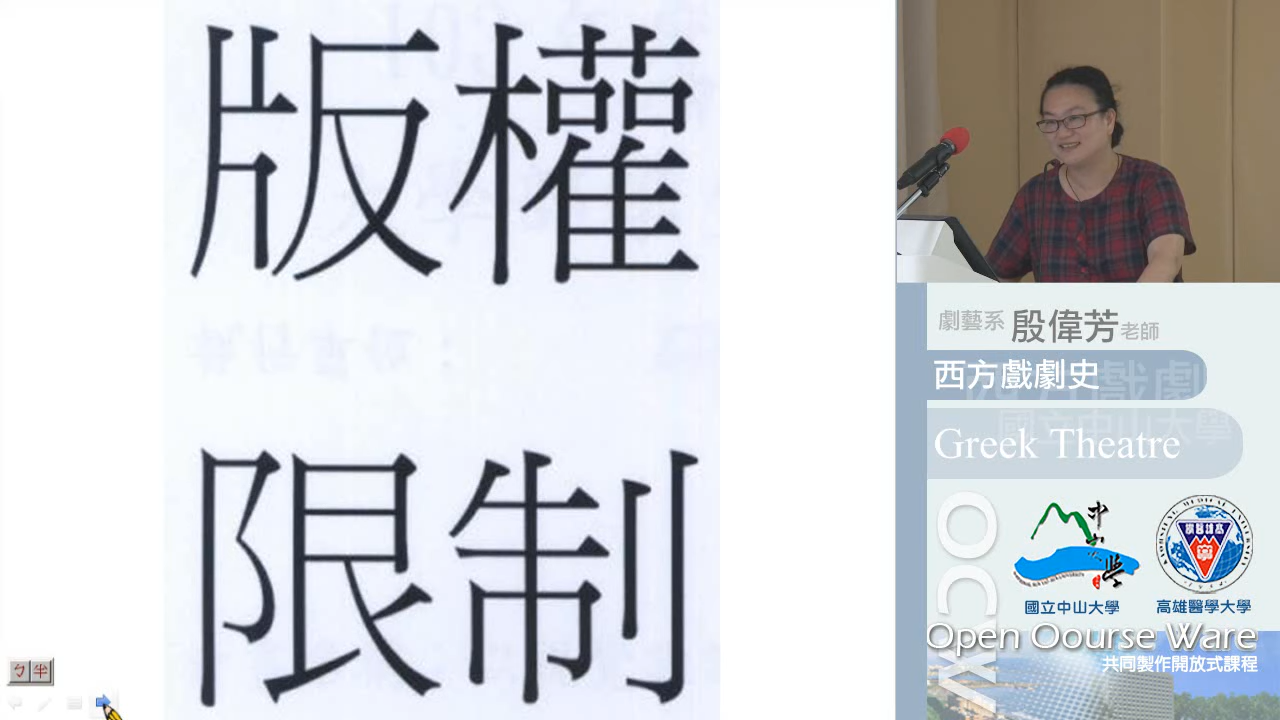 版權
限制
劇藝系 殷偉芳老師
西方戲劇史
Greek Theatre
OCW
國立中山大學
高雄醫學大學
Open Oourse Ware
共同製作開放式課程
ㄅ半